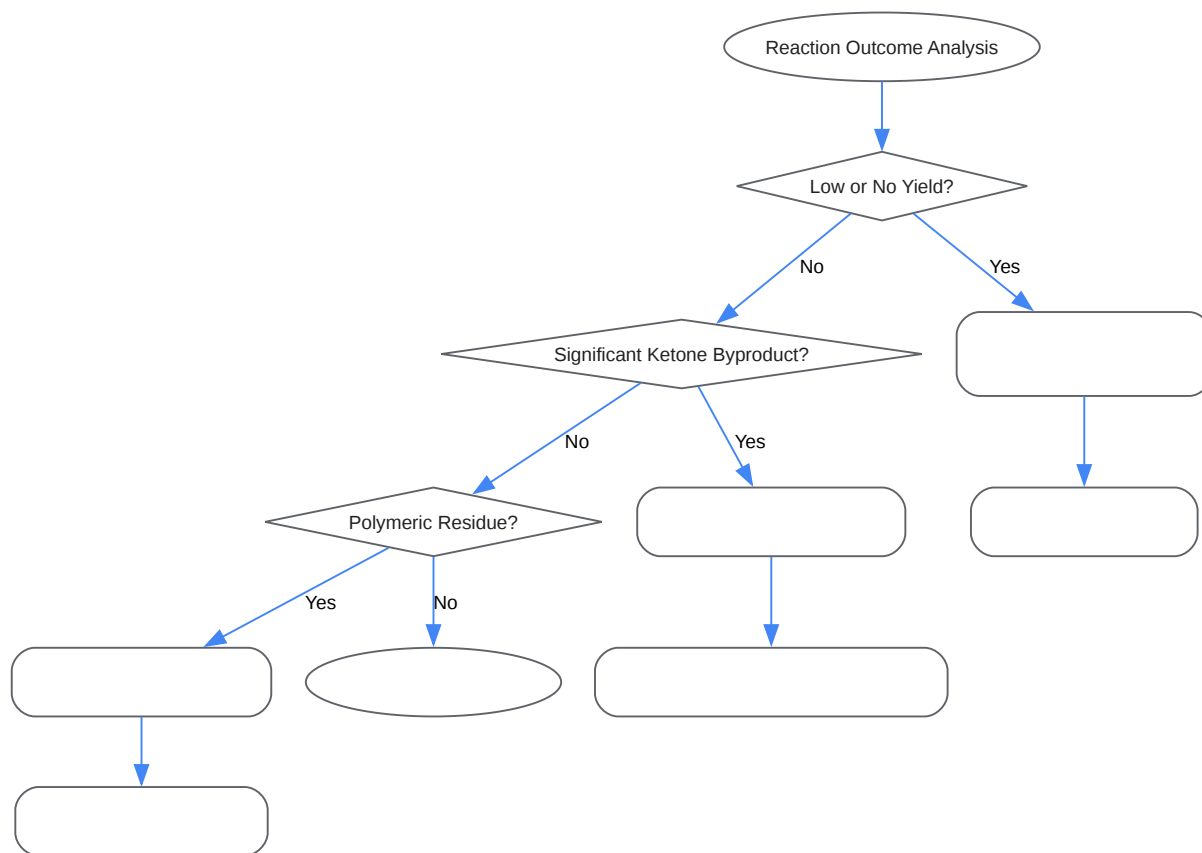 Reaction Outcome Analysis
Low or No Yield?
No
Yes
Significant Ketone Byproduct?
No
Yes
Polymeric Residue?
Yes
No